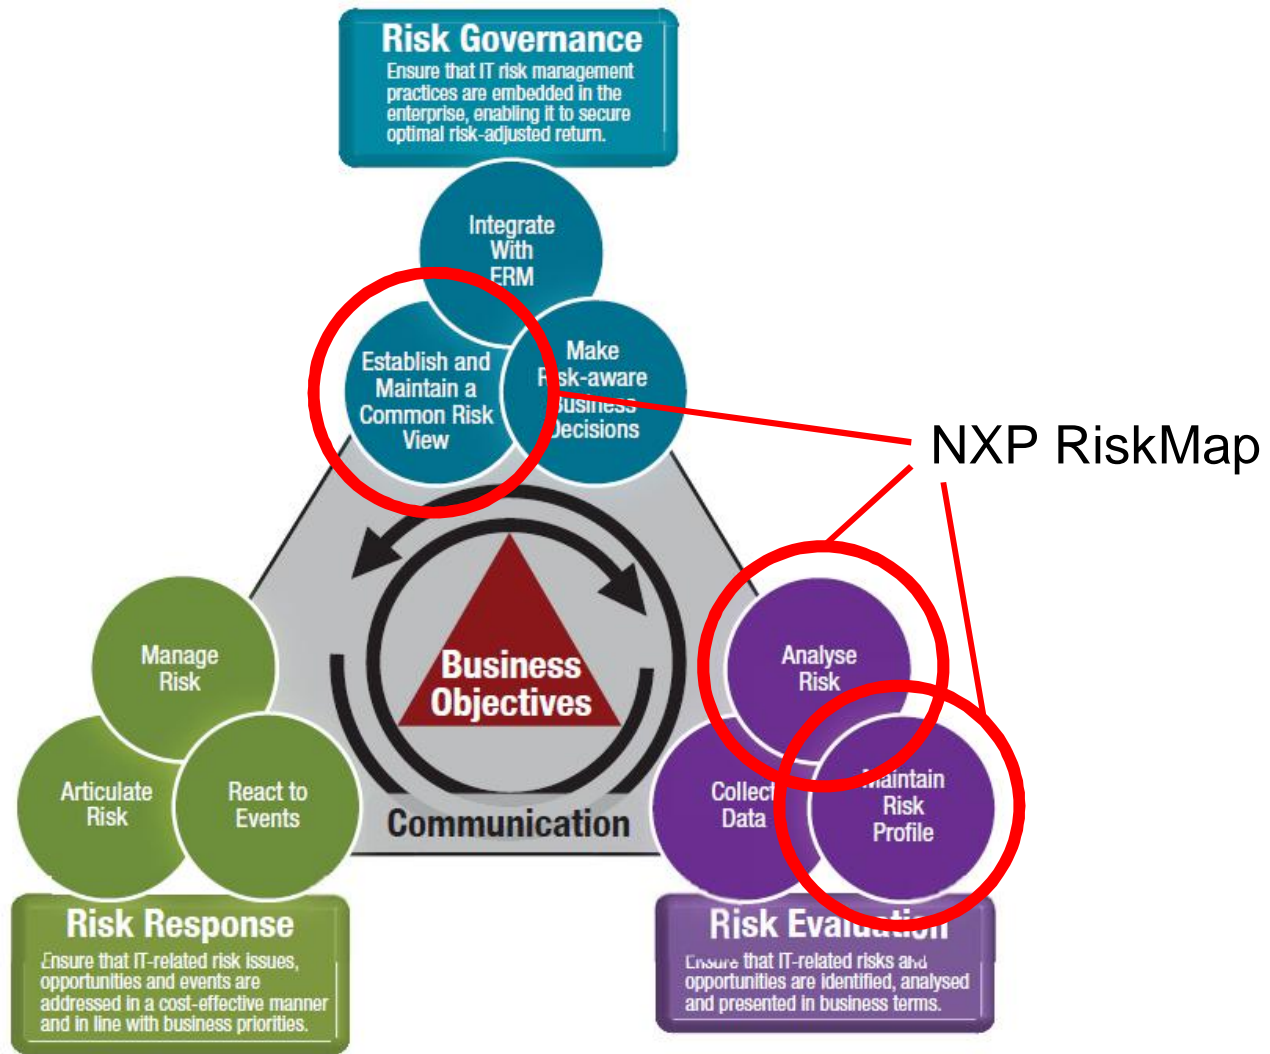 Risk Governance
Ensure that IT risk management
practices are embedded in the
enterprise, enabling it to secure
optimal risk-adjusted return.
Integrate
With
ERM
Establish and
Maintain a
Common Risk
View
Make
Risk-aware
Business
Decisions
NXP RiskMap
Business
Objectives
Communication
Manage
Risk
Articulate
Risk
React to
Events
Analyse
Risk
Collect
Data
Maintain
Risk
Profile
Risk Response
Ensure that IT-related risk issues,
opportunities and events are
addressed in a cost-effective manner
and in line with business priorities.
Risk Evaluation
Ensure that IT-related risks and
opportunities are identified, analysed
and presented in business terms.